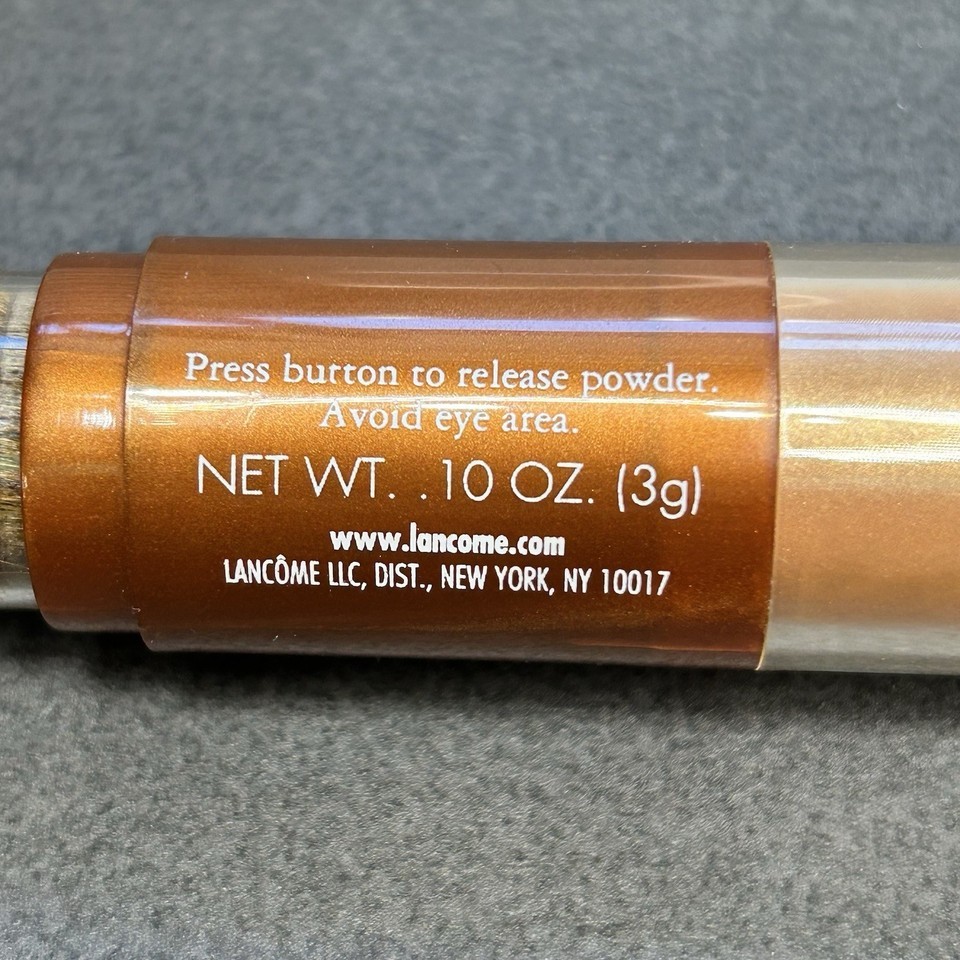 Press button to release powder.
Avoid eye area.
NET WT. .10 OZ. (3g)
www.lancome.com
LANCÔME LLC, DIST., NEW YORK, NY 10017